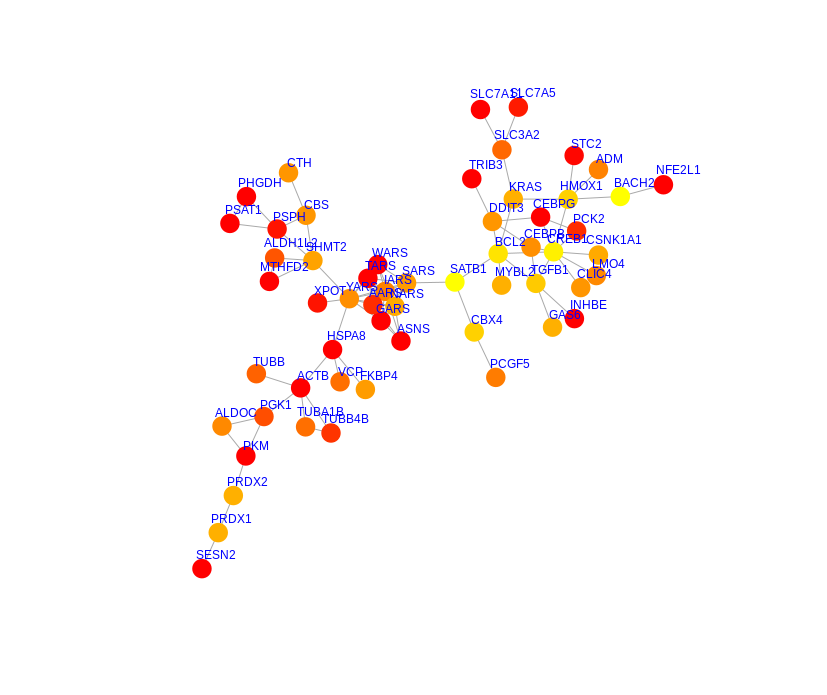 SLC7A11
SLC7A5
SLC3A2
STC2
ADM
NFE2L1
TRIB3
CTH
PHGDH
KRAS
HMOX1
BACH2
PSAT1
CBS
PSPH
DDIT3
CEBPG
PCK2
ALDH1L2
SHMT2
CEBPB
CREB1
CSNK1A1
BCL2
WARS
MTHFD2
TARS
SARS
SATB1
MYBL2
TGFB1
LMO4
CLIC4
XPOT
YARS
IARS
AARS
NARS
GARS
ASNS
INHBE
GAS6
CBX4
HSPA8
PCGF5
TUBB
ACTB
VCP
FKBP4
ALDOC
PGK1
TUBA1B
TUBB4B
PKM
PRDX2
PRDX1
SESN2